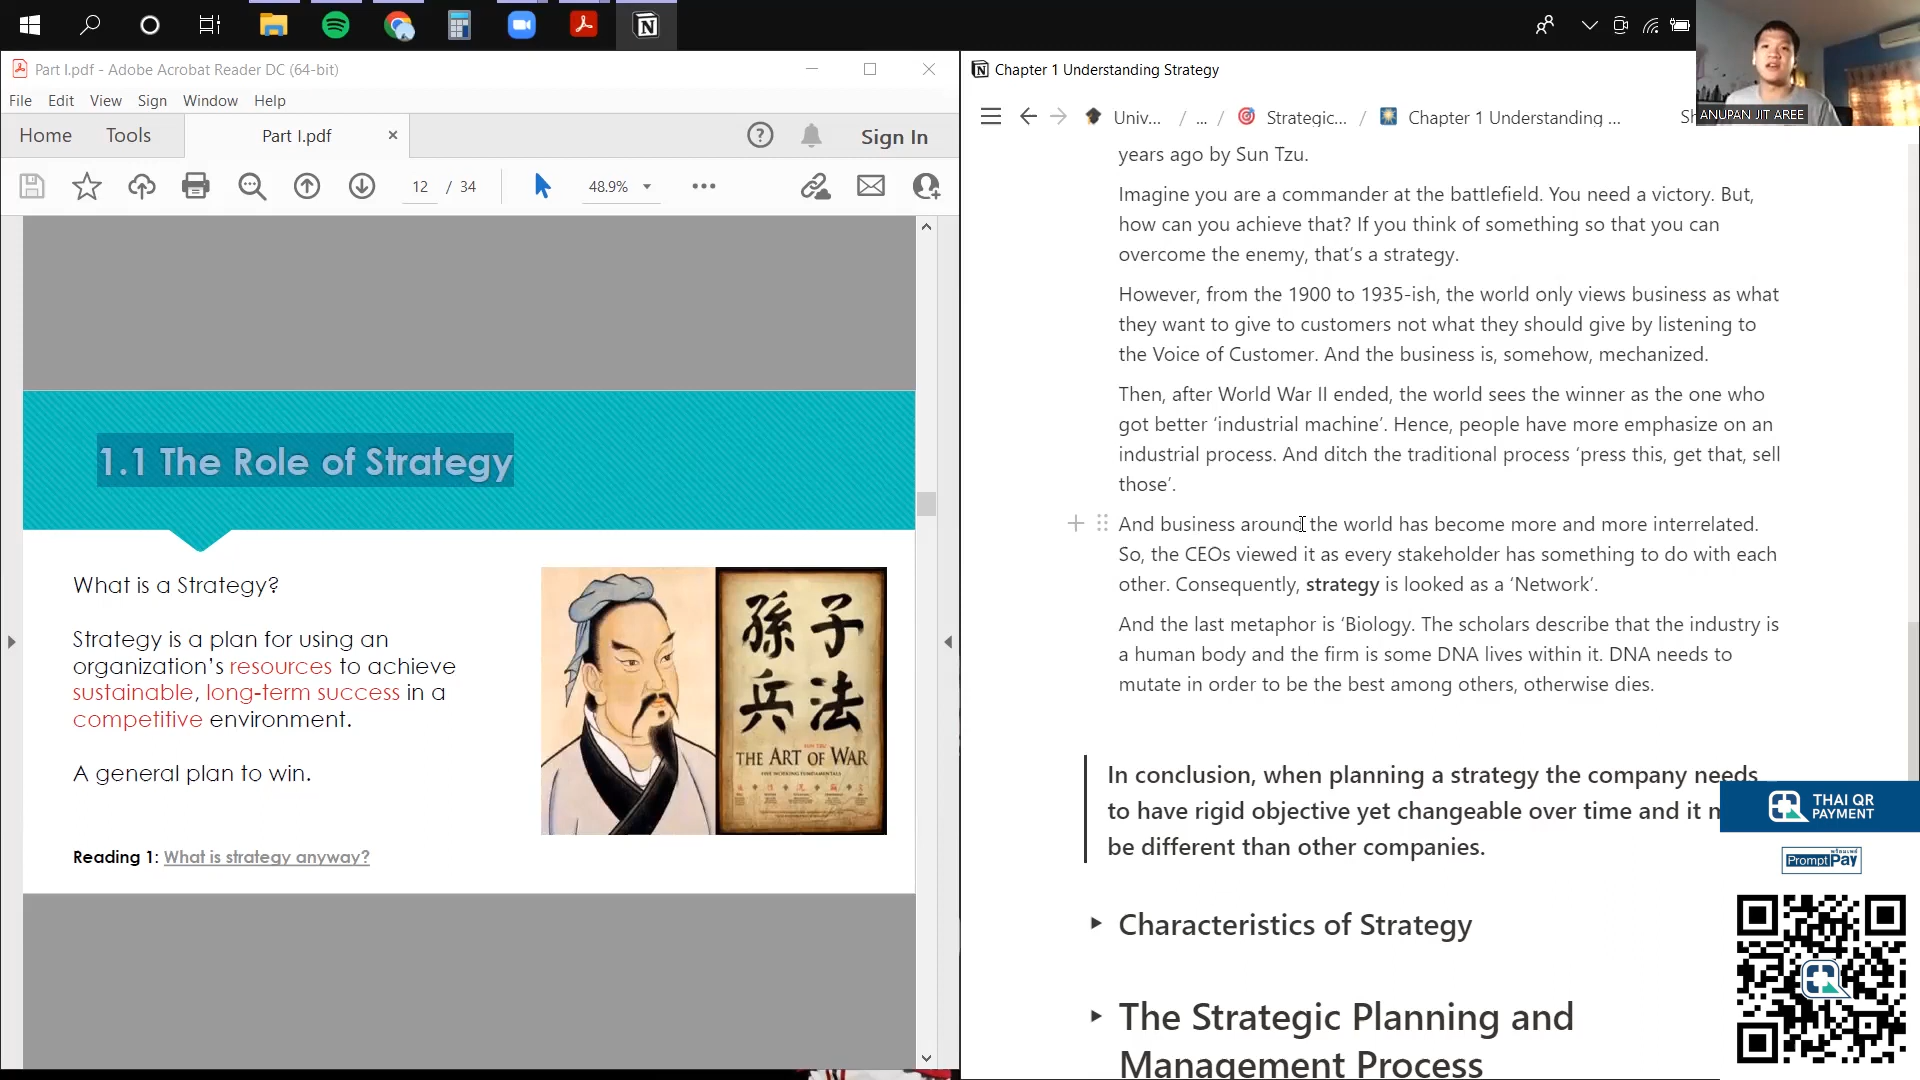 Part I.pdf - Adobe Acrobat Reader DC (64-bit)
File Edit View Sign Window Help
Home Tools Part I.pdf × Sign In
12 / 34 48.9%
1.1 The Role of Strategy
What is a Strategy?
Strategy is a plan for using an
organization's resources to achieve
sustainable, long-term success in a
competitive environment.
A general plan to win.
Reading 1: What is strategy anyway?
孫子
兵法
THE ART OF WAR
Chapter 1 Understanding Strategy
Univ... / ... / Strategic... / Chapter 1 Understanding ...
ANUPAN JIT AREE
years ago by Sun Tzu.
Imagine you are a commander at the battlefield. You need a victory. But,
how can you achieve that? If you think of something so that you can
overcome the enemy, that's a strategy.
However, from the 1900 to 1935-ish, the world only views business as what
they want to give to customers not what they should give by listening to
the Voice of Customer. And the business is, somehow, mechanized.
Then, after World War II ended, the world sees the winner as the one who
got better ‘industrial machine’. Hence, people have more emphasize on an
industrial process. And ditch the traditional process ‘press this, get that, sell
those’.
And business around the world has become more and more interrelated.
So, the CEOs viewed it as every stakeholder has something to do with each
other. Consequently, strategy is looked as a ‘Network’.
And the last metaphor is ‘Biology. The scholars describe that the industry is
a human body and the firm is some DNA lives within it. DNA needs to
mutate in order to be the best among others, otherwise dies.
In conclusion, when planning a strategy the company needs
to have rigid objective yet changeable over time and it
be different than other companies.
Characteristics of Strategy
The Strategic Planning and
Management Process
THAI QR
PAYMENT
พร้อมเพย์
PromptPay